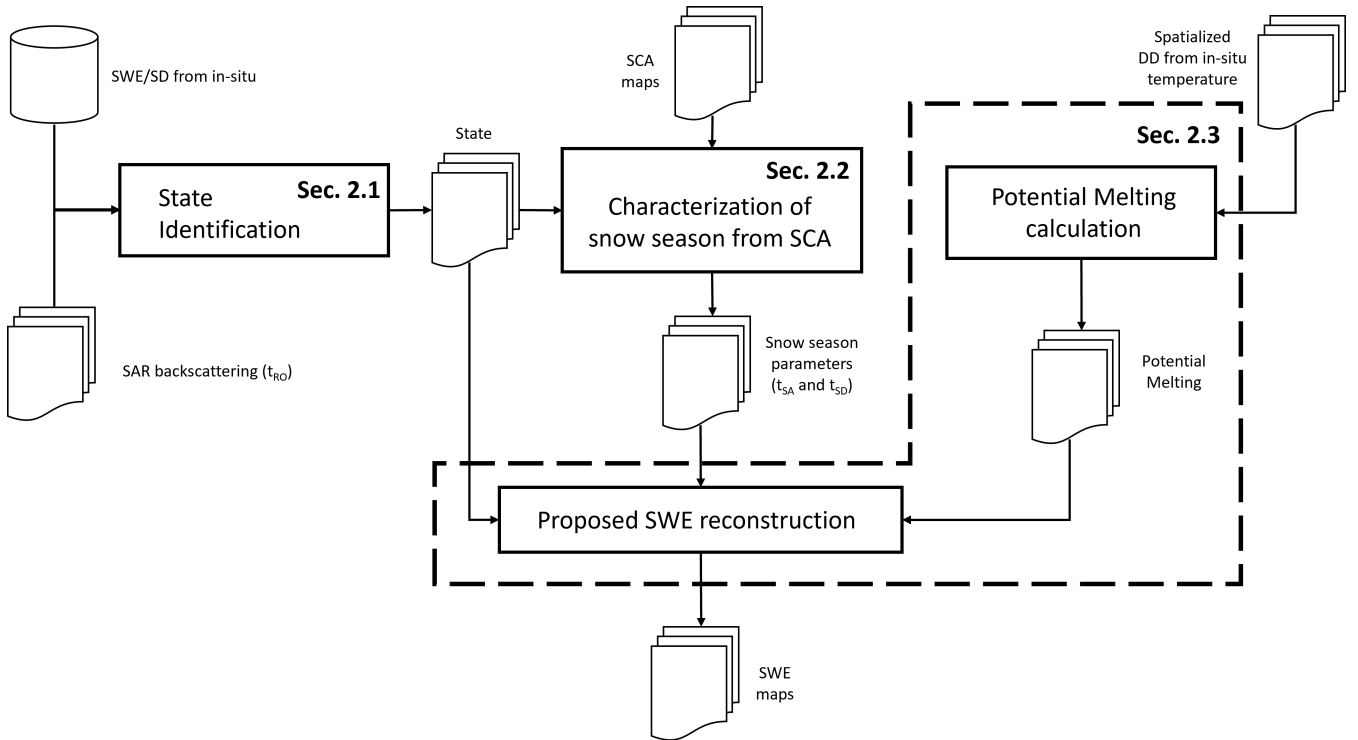 SWE/SD from in-situ
SCA
maps
Spatialized
DD from in-situ
temperature
State
Sec. 2.1
State
Identification
Sec. 2.2
Characterization of
snow season from SCA
Sec. 2.3
Potential Melting
calculation
SAR backscattering (tRO)
Snow season
parameters
(tSA and tSD)
Potential
Melting
Proposed SWE reconstruction
SWE
maps